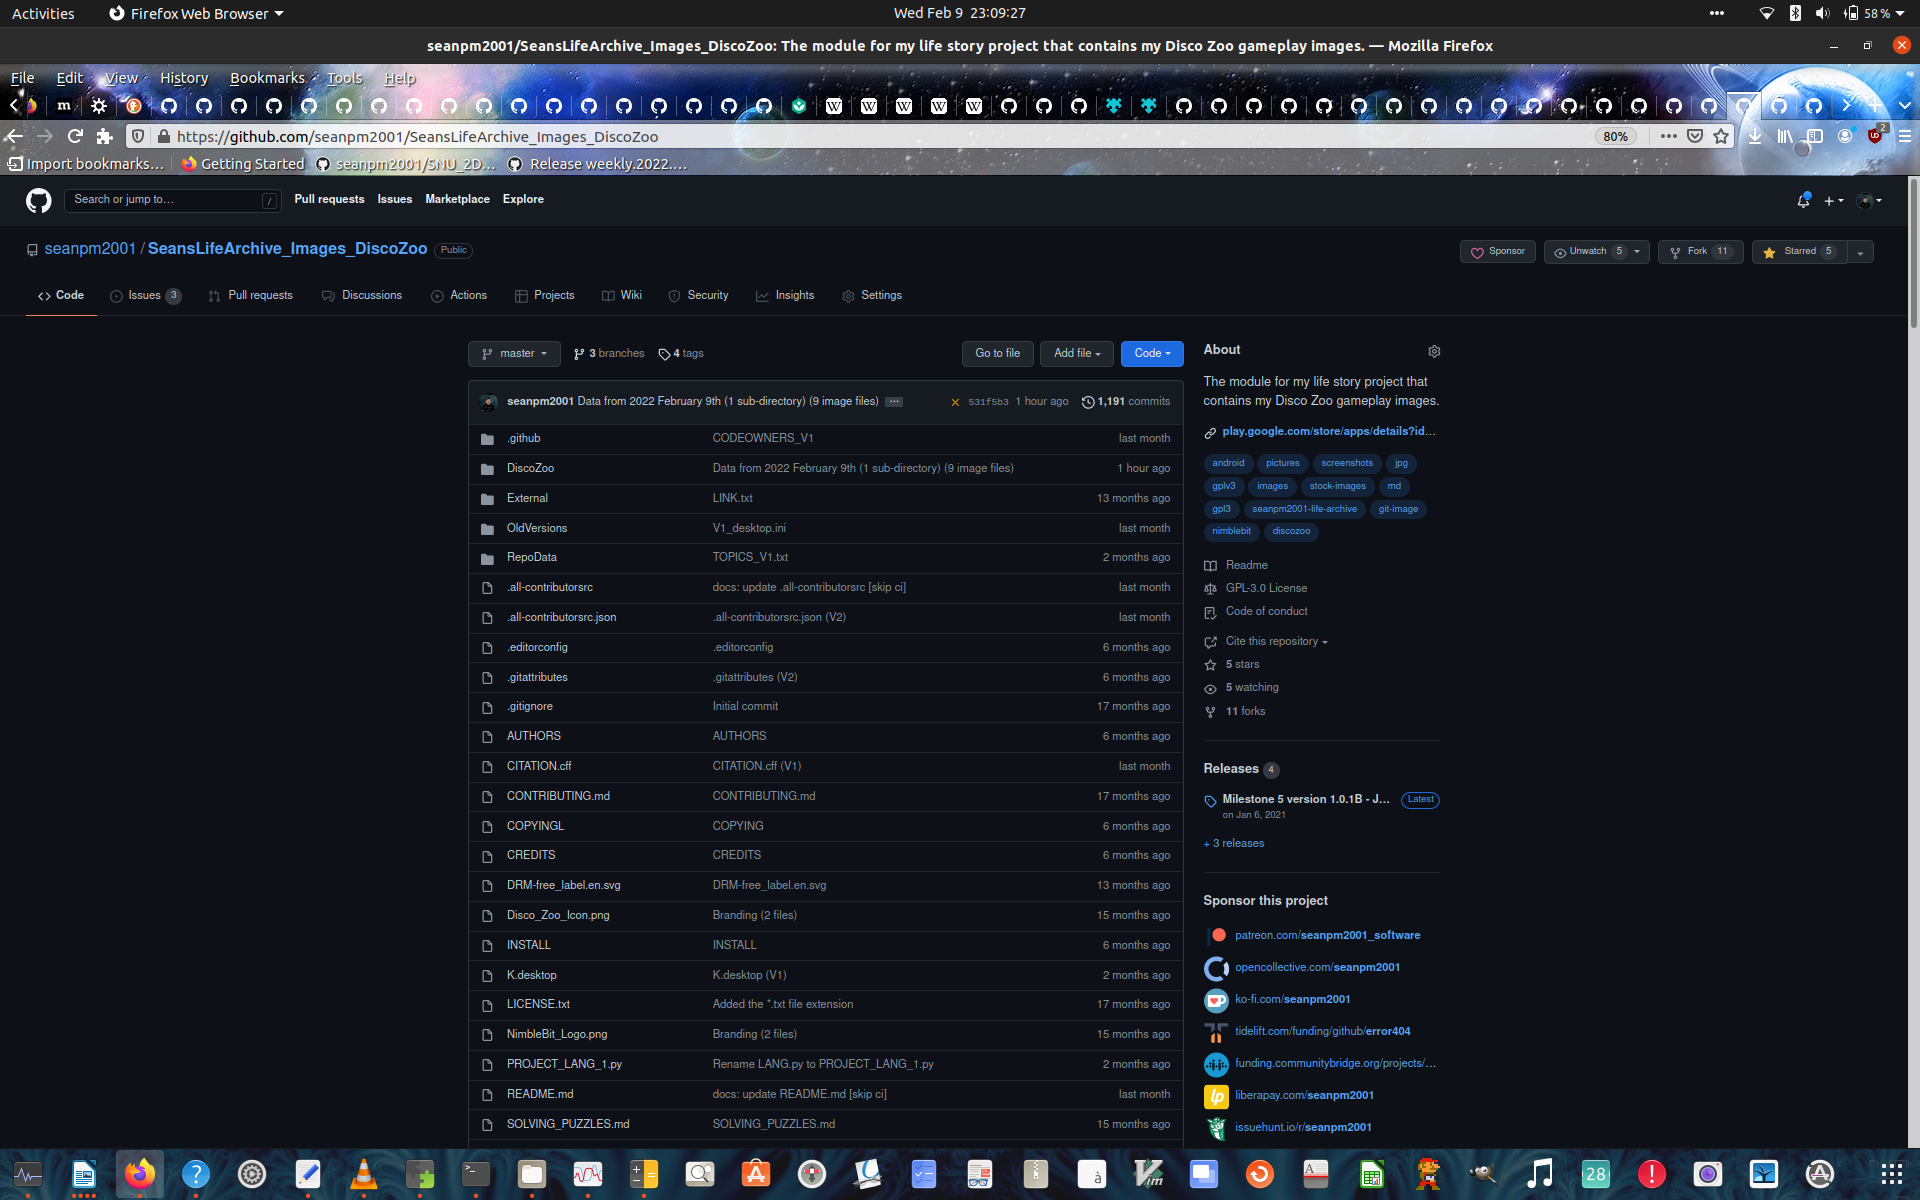 Activities
Firefox Web Browser
Wed Feb 9 23:09:27
58 %
seanpm2001/SeansLifeArchive_Images_DiscoZoo: The module for my life story project that contains my Disco Zoo gameplay images. — Mozilla Firefox
File Edit View History Bookmarks Tools Help
https://github.com/seanpm2001/SeansLifeArchive_Images_DiscoZoo
80%
2
Import bookmarks…
Getting Started
seanpm2001/SNU_2D…
Release weekly.2022.…
Search or jump to…
/
Pull requests Issues Marketplace Explore
seanpm2001 / SeansLifeArchive_Images_DiscoZoo Public
Sponsor
Unwatch 5
Fork 11
Starred 5
Code
Issues 3
Pull requests
Discussions
Actions
Projects
Wiki
Security
Insights
Settings
master
3 branches
4 tags
Go to file
Add file
Code
seanpm2001 Data from 2022 February 9th (1 sub-directory) (9 image files)
531f5b3 1 hour ago
1,191 commits
.github CODEOWNERS_V1 last month
DiscoZoo Data from 2022 February 9th (1 sub-directory) (9 image files) 1 hour ago
External LINK.txt 13 months ago
OldVersions V1_desktop.ini last month
RepoData TOPICS_V1.txt 2 months ago
.all-contributorsrc docs: update .all-contributorsrc [skip ci] last month
.all-contributorsrc.json .all-contributorsrc.json (V2) last month
.editorconfig .editorconfig 6 months ago
.gitattributes .gitattributes (V2) 6 months ago
.gitignore Initial commit 17 months ago
AUTHORS AUTHORS 6 months ago
CITATION.cff CITATION.cff (V1) last month
CONTRIBUTING.md CONTRIBUTING.md 17 months ago
COPYINGL COPYING 6 months ago
CREDITS CREDITS 6 months ago
DRM-free_label.en.svg DRM-free_label.en.svg 13 months ago
Disco_Zoo_Icon.png Branding (2 files) 15 months ago
INSTALL INSTALL 6 months ago
K.desktop K.desktop (V1) 2 months ago
LICENSE.txt Added the *.txt file extension 17 months ago
NimbleBit_Logo.png Branding (2 files) 15 months ago
PROJECT_LANG_1.py Rename LANG.py to PROJECT_LANG_1.py 2 months ago
README.md docs: update README.md [skip ci] last month
SOLVING_PUZZLES.md SOLVING_PUZZLES.md 15 months ago
About
The module for my life story project that
contains my Disco Zoo gameplay images.
play.google.com/store/apps/details?id…
android pictures screenshots jpg
gplv3 images stock-images md
gpl3 seanpm2001-life-archive git-image
nimblebit discozoo
Readme
GPL-3.0 License
Code of conduct
Cite this repository
5 stars
5 watching
11 forks
Releases 4
Milestone 5 version 1.0.1B - J… Latest
on Jan 6, 2021
+ 3 releases
Sponsor this project
patreon.com/seanpm2001_software
opencollective.com/seanpm2001
ko-fi.com/seanpm2001
tidelift.com/funding/github/error404
funding.communitybridge.org/projects/…
liberapay.com/seanpm2001
issuehunt.io/r/seanpm2001
28